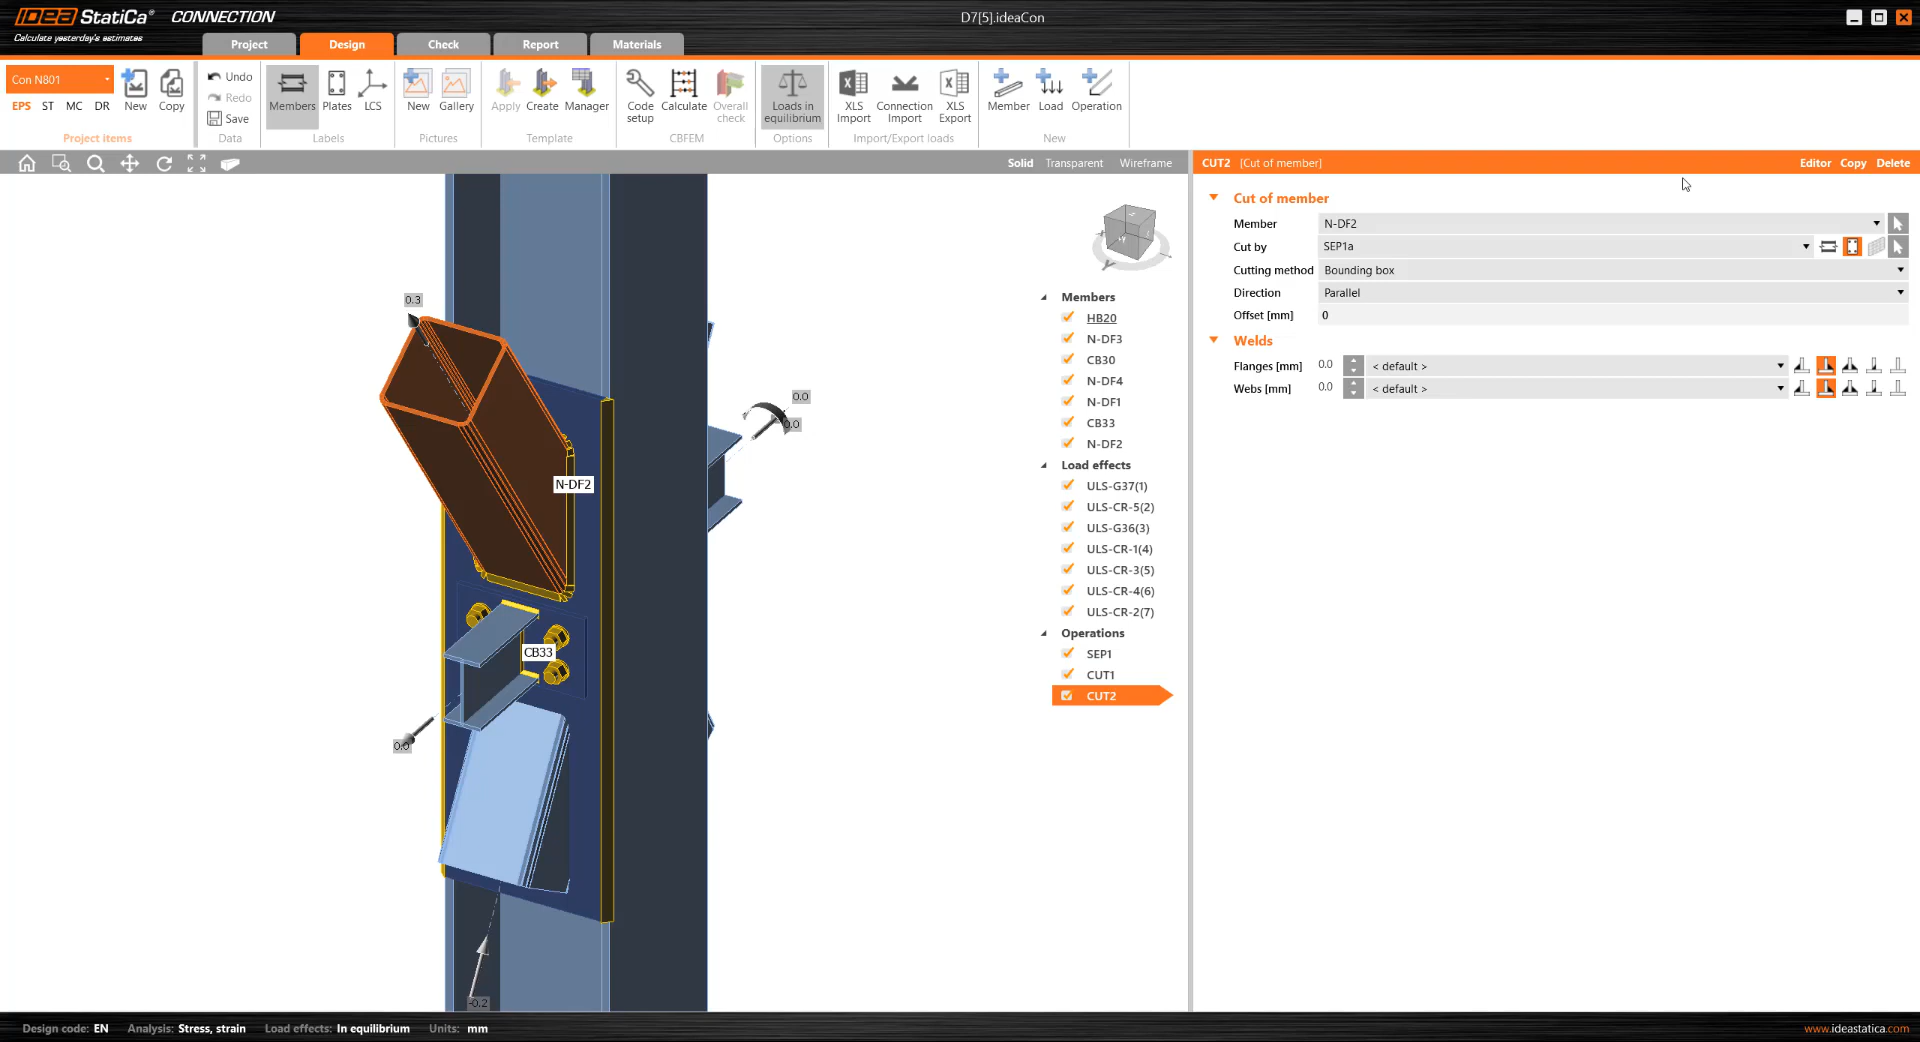 IDEA StatiCa® CONNECTION
Calculate yesterday's estimates
D7[5].ideaCon
Project Design Check Report Materials
Con N801
EPS ST MC DR
New Copy
Project items
Undo
Redo
Save
Data
Members Plates LCS
Labels
New Gallery
Pictures
Apply Create Manager
Template
Code setup Calculate Overall check
CBFEM
Loads in equilibrium
Options
XLS Import Connection Import XLS Export
Import/Export loads
Member Load Operation
New
Solid Transparent Wireframe
CUT2 [Cut of member] Editor Copy Delete
Cut of member
Member N-DF2
Cut by SEP1a
Cutting method Bounding box
Direction Parallel
Offset [mm] 0
Welds
Flanges [mm] 0.0 < default >
Webs [mm] 0.0 < default >
0.3
0.0
0.0
N-DF2
CB33
0.0
-0.2
Members
HB20
N-DF3
CB30
N-DF4
N-DF1
CB33
N-DF2
Load effects
ULS-G37(1)
ULS-CR-5(2)
ULS-G36(3)
ULS-CR-1(4)
ULS-CR-3(5)
ULS-CR-4(6)
ULS-CR-2(7)
Operations
SEP1
CUT1
CUT2
Design code: EN Analysis: Stress, strain Load effects: In equilibrium Units: mm
www.ideastatica.com